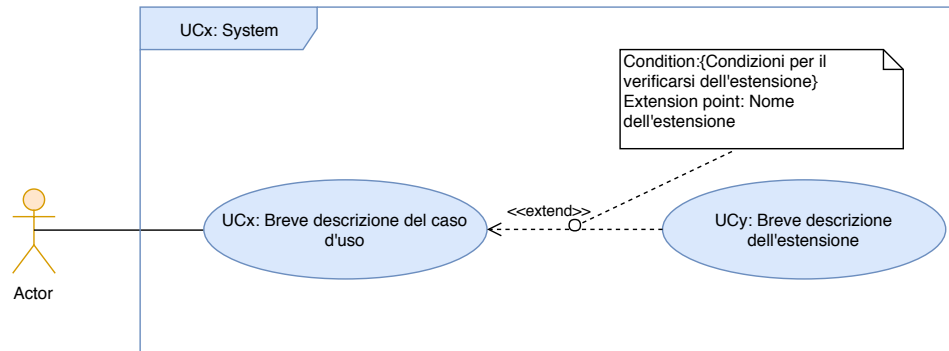 UCx: System
Condition:{Condizioni per il
verificarsi dell'estensione}
Extension point: Nome
dell'estensione
<<extend>>
UCx: Breve descrizione del caso
d'uso
UCy: Breve descrizione
dell'estensione
Actor